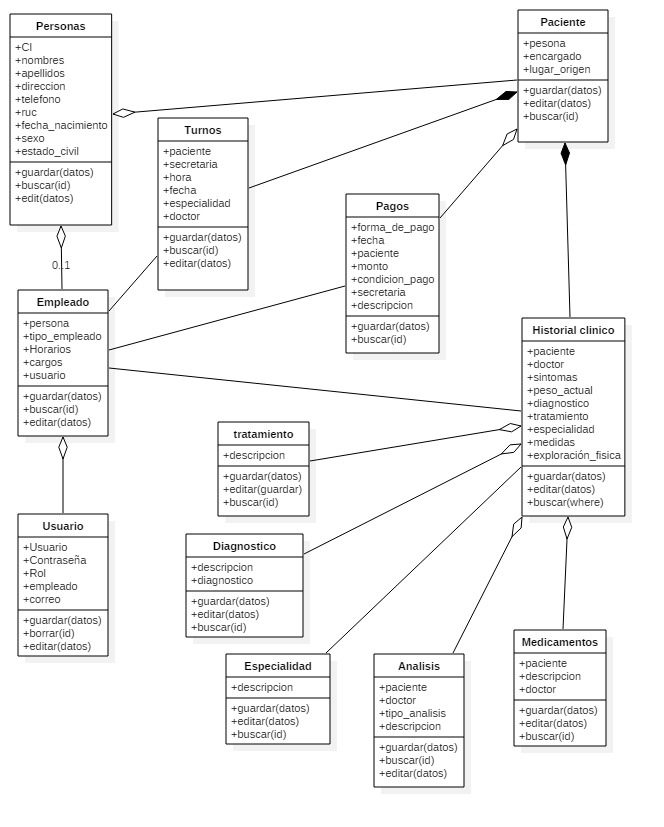 Personas
+CI
+nombres
+apellidos
+direccion
+telefono
+ruc
+fecha_nacimiento
+sexo
+estado_civil
+guardar(datos)
+buscar(id)
+edit(datos)
Paciente
+pesona
+encargado
+lugar_origen
+guardar(datos)
+editar(datos)
+buscar(id)
Turnos
+paciente
+secretaria
+hora
+fecha
+especialidad
+doctor
+guardar(datos)
+buscar(id)
+editar(datos)
Pagos
+forma_de_pago
+fecha
+paciente
+monto
+condicion_pago
+secretaria
+descripcion
+guardar(datos)
+buscar(id)
0..1
Empleado
+persona
+tipo_empleado
+Horarios
+cargos
+usuario
+guardar(datos)
+buscar(id)
+editar(datos)
Historial clinico
+paciente
+doctor
+sintomas
+peso_actual
+diagnostico
+tratamiento
+especialidad
+medidas
+exploración_fisica
+guardar(datos)
+editar(datos)
+buscar(where)
tratamiento
+descripcion
+guardar(datos)
+editar(guardar)
+buscar(id)
Usuario
+Usuario
+Contraseña
+Rol
+empleado
+correo
+guardar(datos)
+borrar(id)
+editar(datos)
Diagnostico
+descripcion
+diagnostico
+guardar(datos)
+editar(datos)
+buscar(id)
Especialidad
+descripcion
+guardar(datos)
+editar(datos)
+buscar(id)
Analisis
+paciente
+doctor
+tipo_analisis
+descripcion
+guardar(datos)
+buscar(id)
+editar(datos)
Medicamentos
+paciente
+descripcion
+doctor
+guardar(datos)
+editar(datos)
+buscar(id)